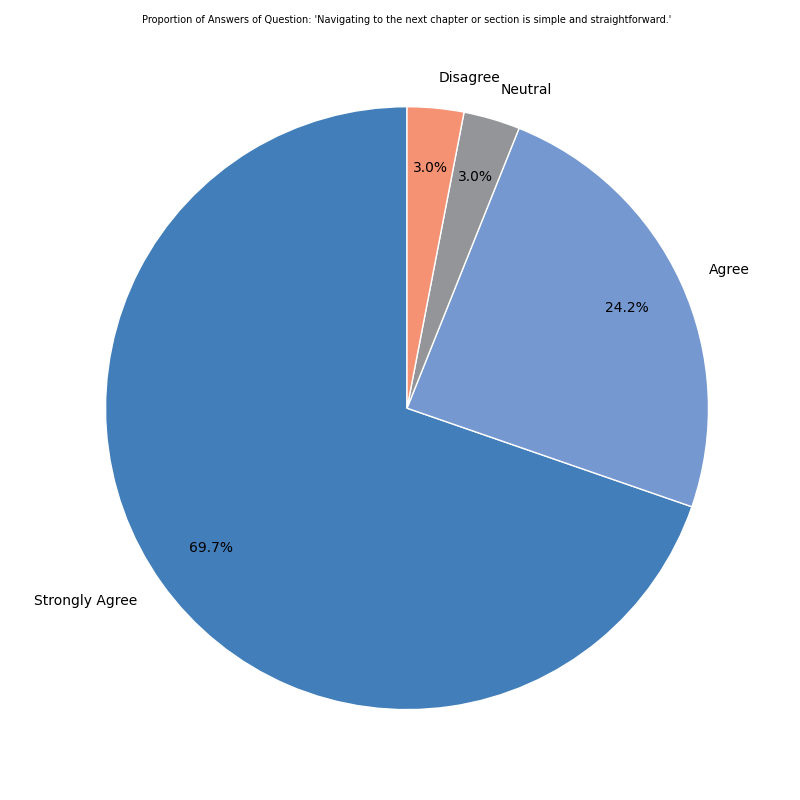 Proportion of Answers of Question: 'Navigating to the next chapter or section is simple and straightforward.'
Disagree
Neutral
3.0%
3.0%
Agree
24.2%
69.7%
Strongly Agree